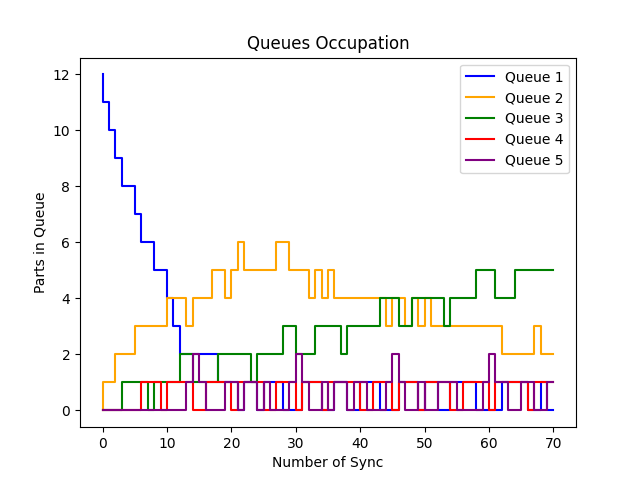 Queues Occupation
Queue 1
Queue 2
Queue 3
Queue 4
Queue 5
Parts in Queue
12
10
8
6
4
2
0
0 10 20 30 40 50 60 70
Number of Sync